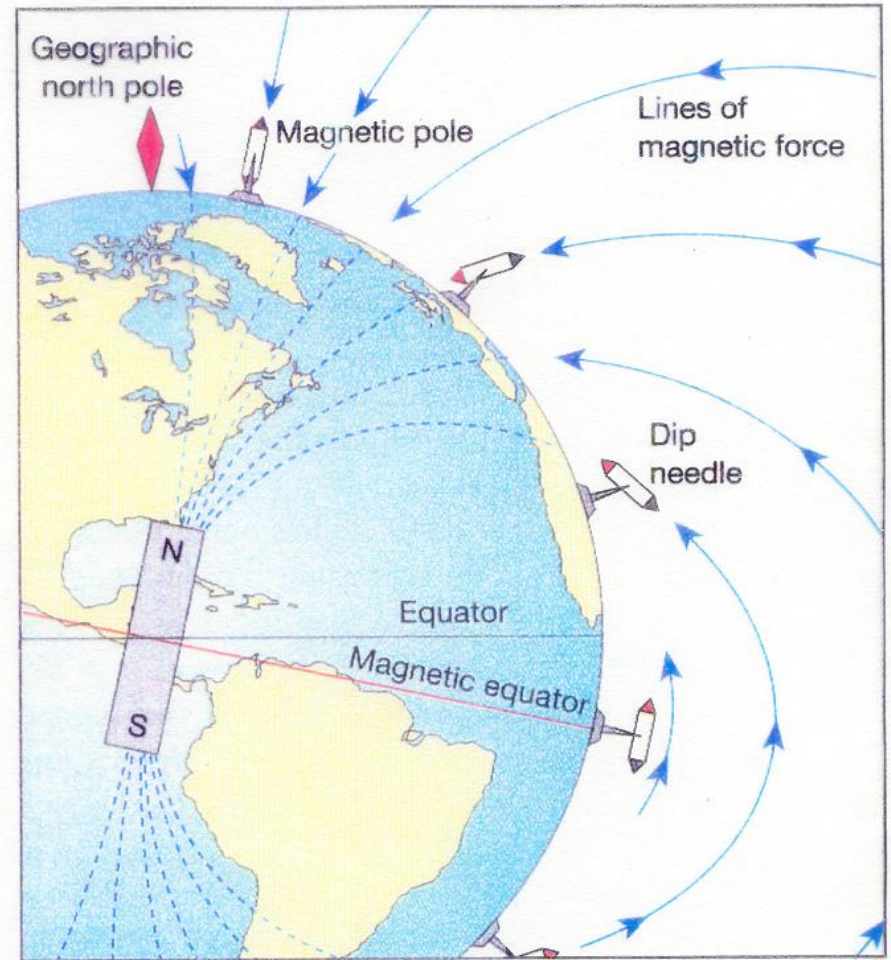 Geographic
north pole
Magnetic pole
Lines of
magnetic force
Dip
needle
N
Equator
Magnetic equator
S